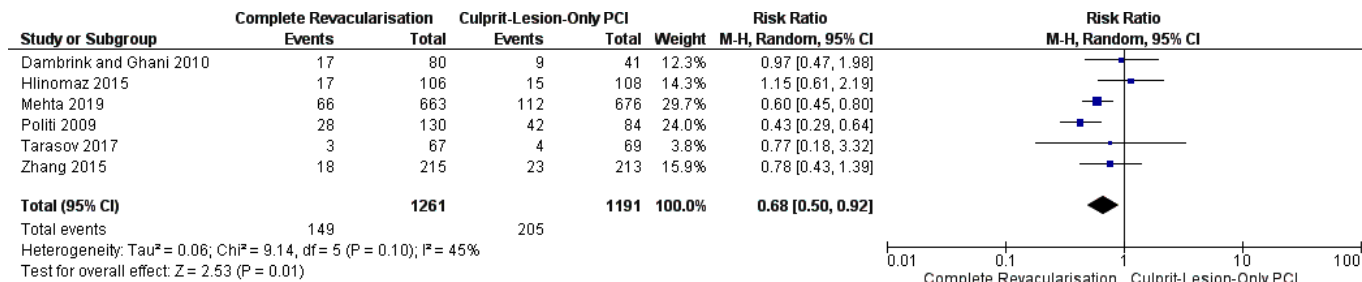 Complete Revacularisation Culprit-Lesion-Only PCI Risk Ratio Risk Ratio
Study or Subgroup Events Total Events Total Weight M-H, Random, 95% CI M-H, Random, 95% CI
Dambrink and Ghani 2010 17 80 9 41 12.3% 0.97 [0.47, 1.98]
Hlinomaz 2015 17 106 15 108 14.3% 1.15 [0.61, 2.19]
Mehta 2019 66 663 112 676 29.7% 0.60 [0.45, 0.80]
Politi 2009 28 130 42 84 24.0% 0.43 [0.29, 0.64]
Tarasov 2017 3 67 4 69 3.8% 0.77 [0.18, 3.32]
Zhang 2015 18 215 23 213 15.9% 0.78 [0.43, 1.39]
Total (95% CI) 1261 1191 100.0% 0.68 [0.50, 0.92]
Total events 149 205
Heterogeneity: Tau² = 0.06; Chi² = 9.14, df = 5 (P = 0.10); I² = 45%
Test for overall effect: Z = 2.53 (P = 0.01)
0.01 0.1 1 10 100
Complete Revacularisation Culprit-Lesion-Only PCI